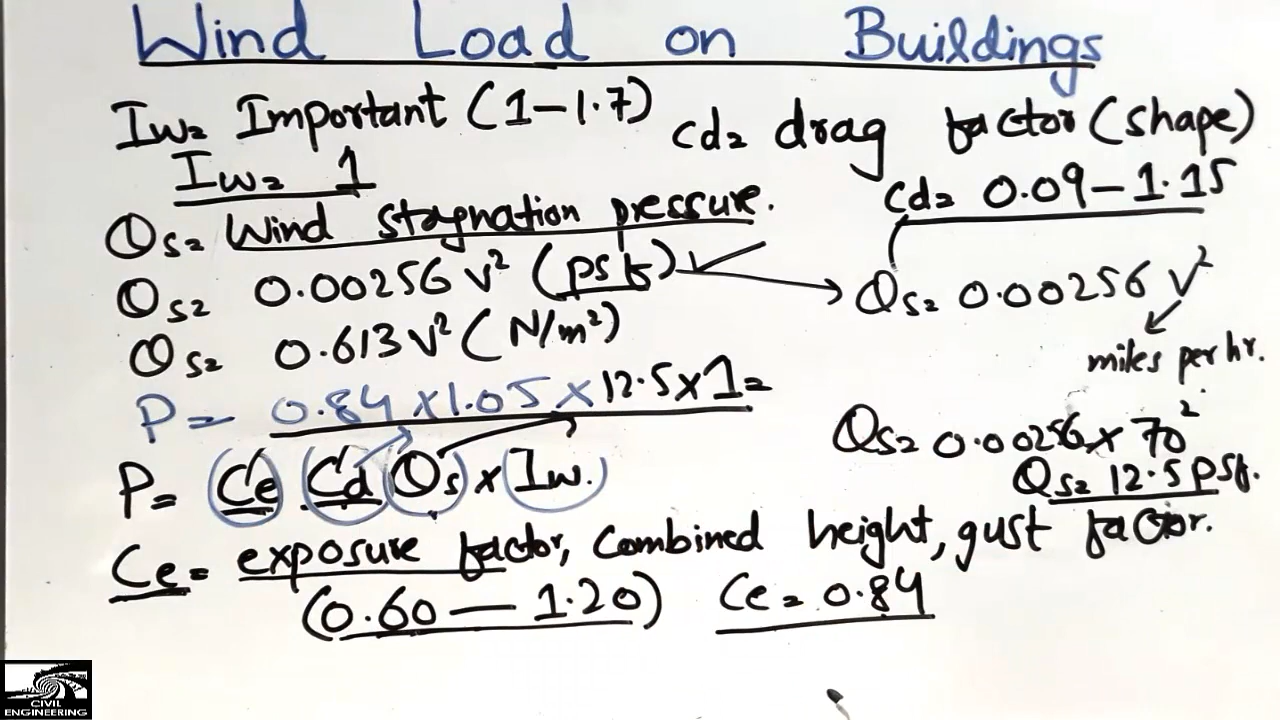 Wind Load on Buildings
Iw= Important (1-1.7)
Iw= 1
Cd= drag factor (shape)
Cd= 0.09-1.15
Qs= Wind stagnation pressure.
Qs= 0.00256 V² (psf)
Qs= 0.00256 V²
miles per hr.
Qs= 0.613 V² (N/m²)
P= 0.84 x 1.05 x 12.5 x 1=
Qs= 0.00256 x 70²
Qs= 12.5 psf.
P= Ce Cd Qs x Iw.
Ce= exposure factor, combined height, gust factor.
(0.60 — 1.20) Ce= 0.84
CIVIL
ENGINEERING